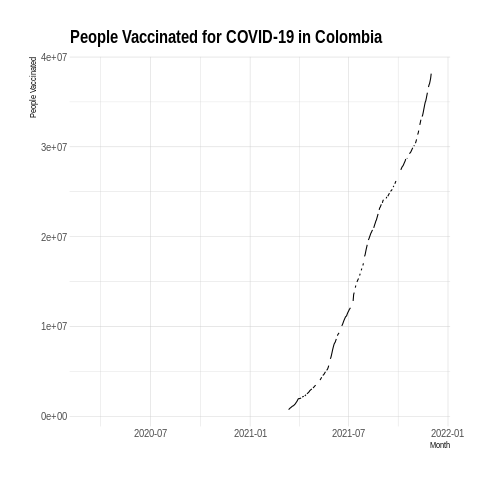 People Vaccinated for COVID-19 in Colombia
People Vaccinated
4e+07
3e+07
2e+07
1e+07
0e+00
2020-07 2021-01 2021-07 2022-01
Month